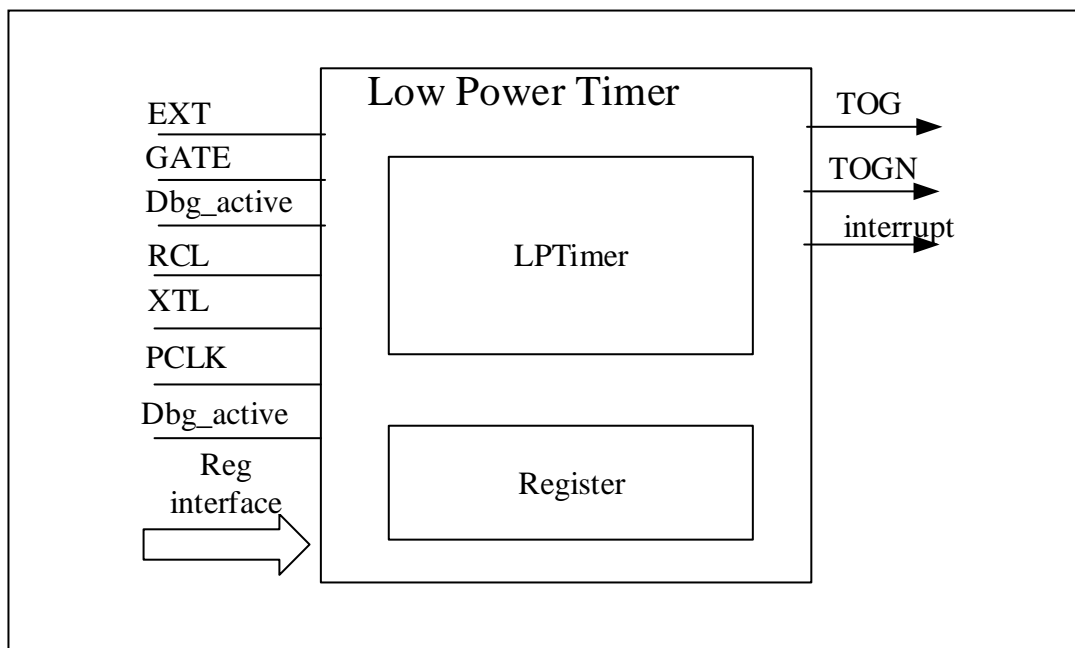 Low Power Timer
EXT
GATE
Dbg_active
RCL
XTL
PCLK
Dbg_active
Reg
interface
LPTimer
Register
TOG
TOGN
interrupt